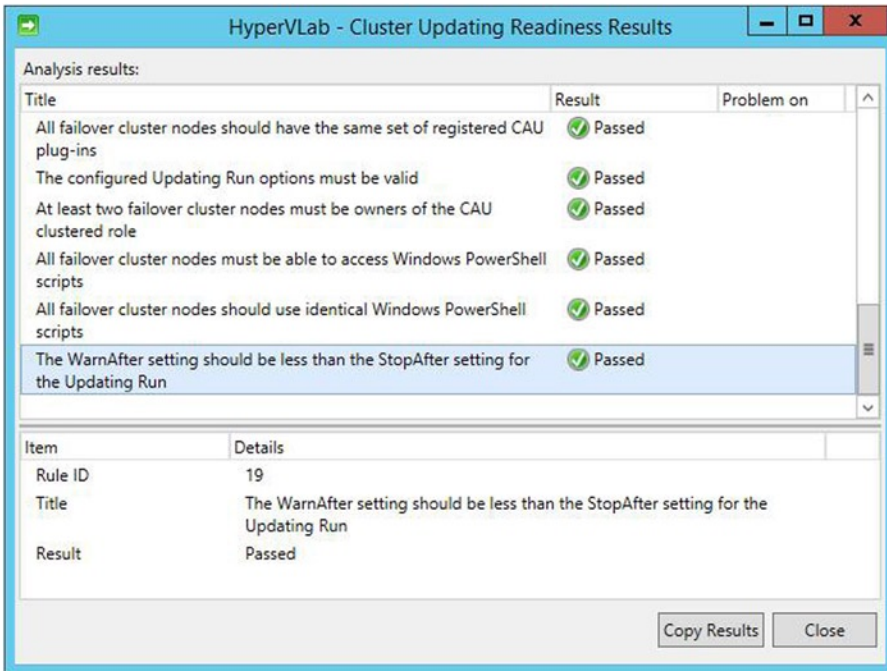 HyperVLab - Cluster Updating Readiness Results
Analysis results:
Title Result Problem on
All failover cluster nodes should have the same set of registered CAU Passed
plug-ins
The configured Updating Run options must be valid Passed
At least two failover cluster nodes must be owners of the CAU Passed
clustered role
All failover cluster nodes must be able to access Windows PowerShell Passed
scripts
All failover cluster nodes should use identical Windows PowerShell Passed
scripts
The WarnAfter setting should be less than the StopAfter setting for Passed
the Updating Run
Item Details
Rule ID 19
Title The WarnAfter setting should be less than the StopAfter setting for the
Updating Run
Result Passed
Copy Results Close